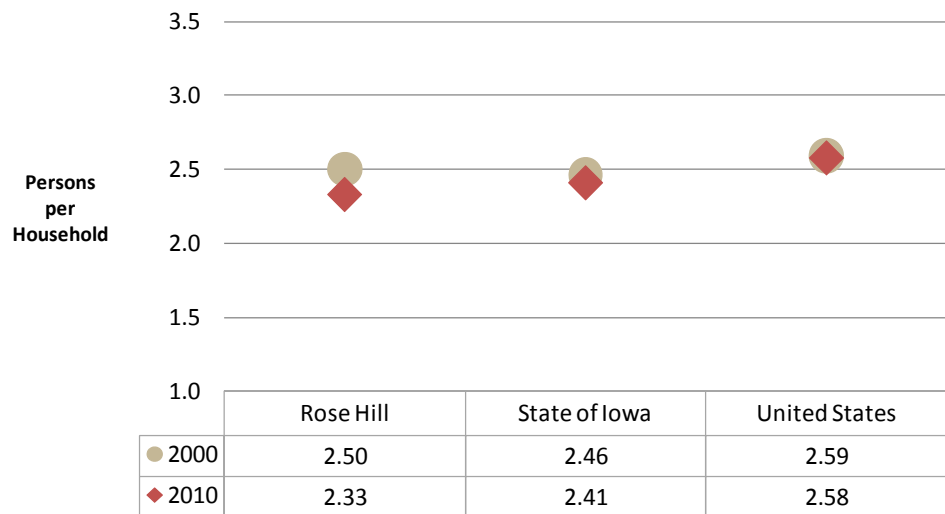 3.5
3.0
2.5
2.0
1.5
1.0
Persons
per
Household
Rose Hill State of Iowa United States
2000 2.50 2.46 2.59
2010 2.33 2.41 2.58